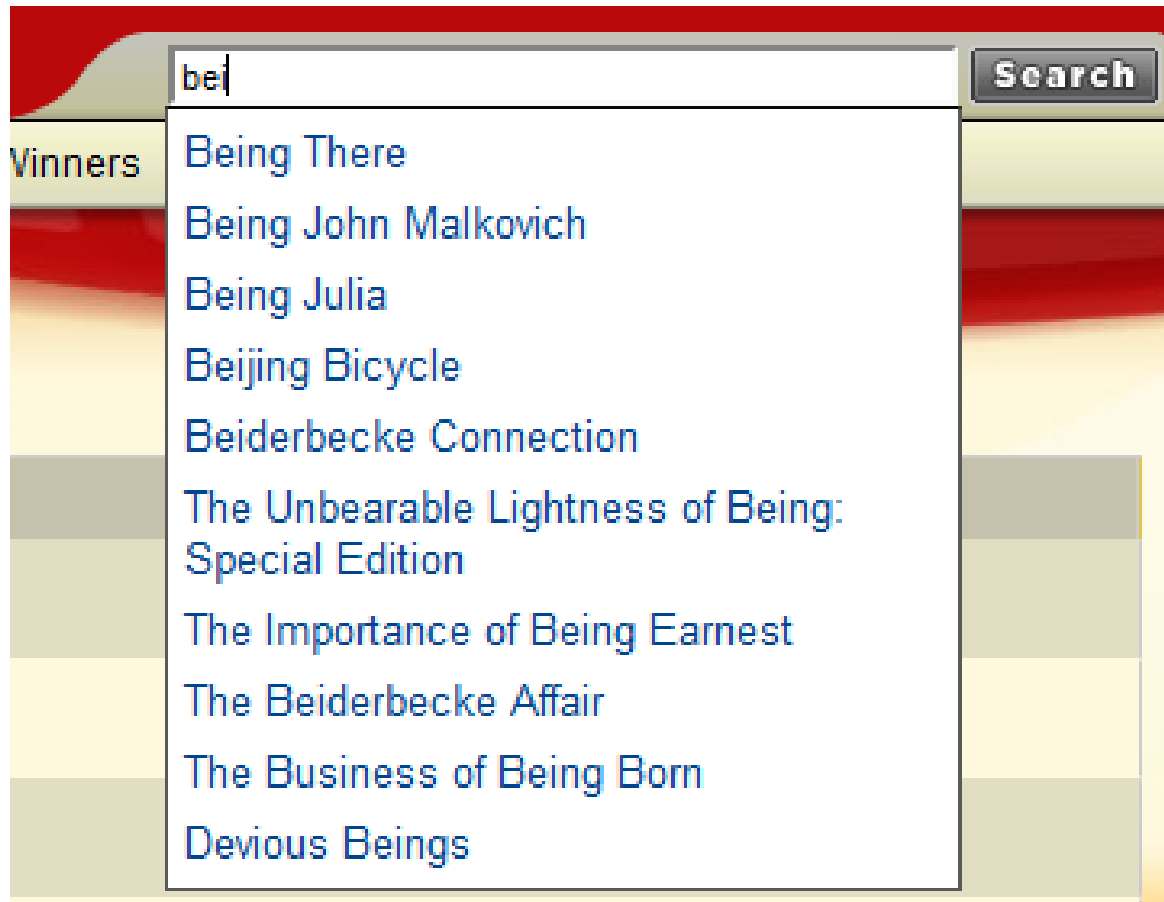 bei
Search
Winners
Being There
Being John Malkovich
Being Julia
Beijing Bicycle
Beiderbecke Connection
The Unbearable Lightness of Being:
Special Edition
The Importance of Being Earnest
The Beiderbecke Affair
The Business of Being Born
Devious Beings